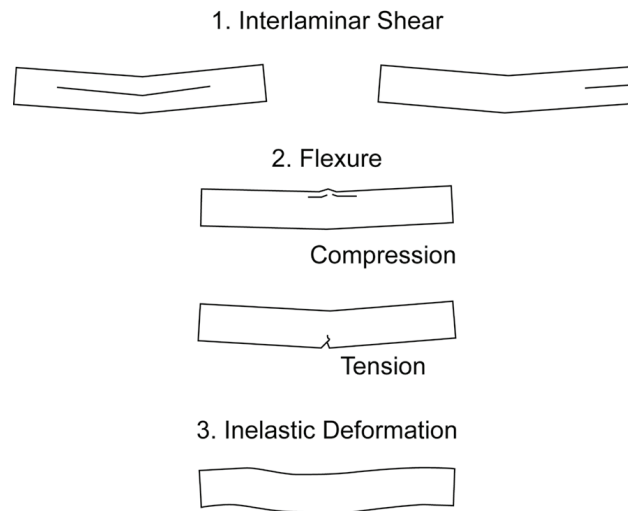 1. Interlaminar Shear
2. Flexure
Compression
Tension
3. Inelastic Deformation